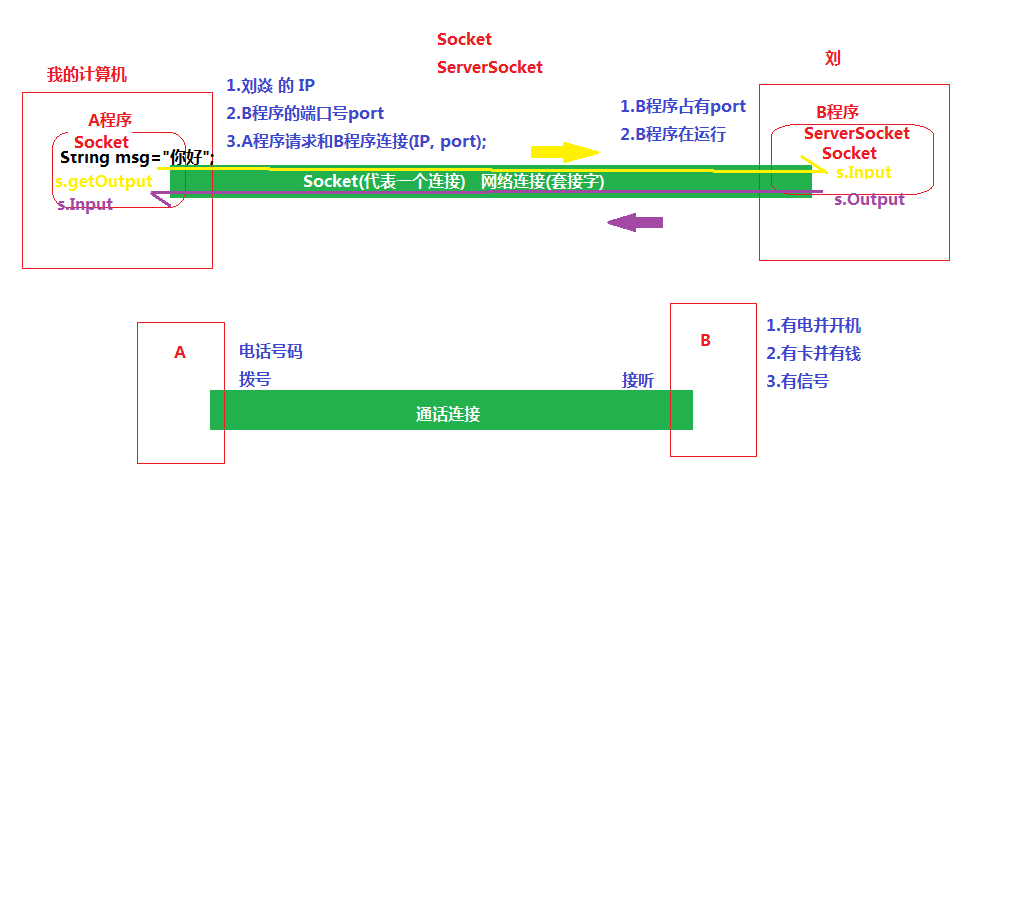 Socket
ServerSocket
我的计算机
刘
1.刘焱 的 IP
2.B程序的端口号port
3.A程序请求和B程序连接(IP, port);
1.B程序占有port
2.B程序在运行
A程序
Socket
String msg="你好";
s.getOutput
s.Input
Socket(代表一个连接) 网络连接(套接字)
B程序
ServerSocket
Socket
s.Input
s.Output
A
电话号码
拨号
接听
通话连接
B
1.有电并开机
2.有卡并有钱
3.有信号